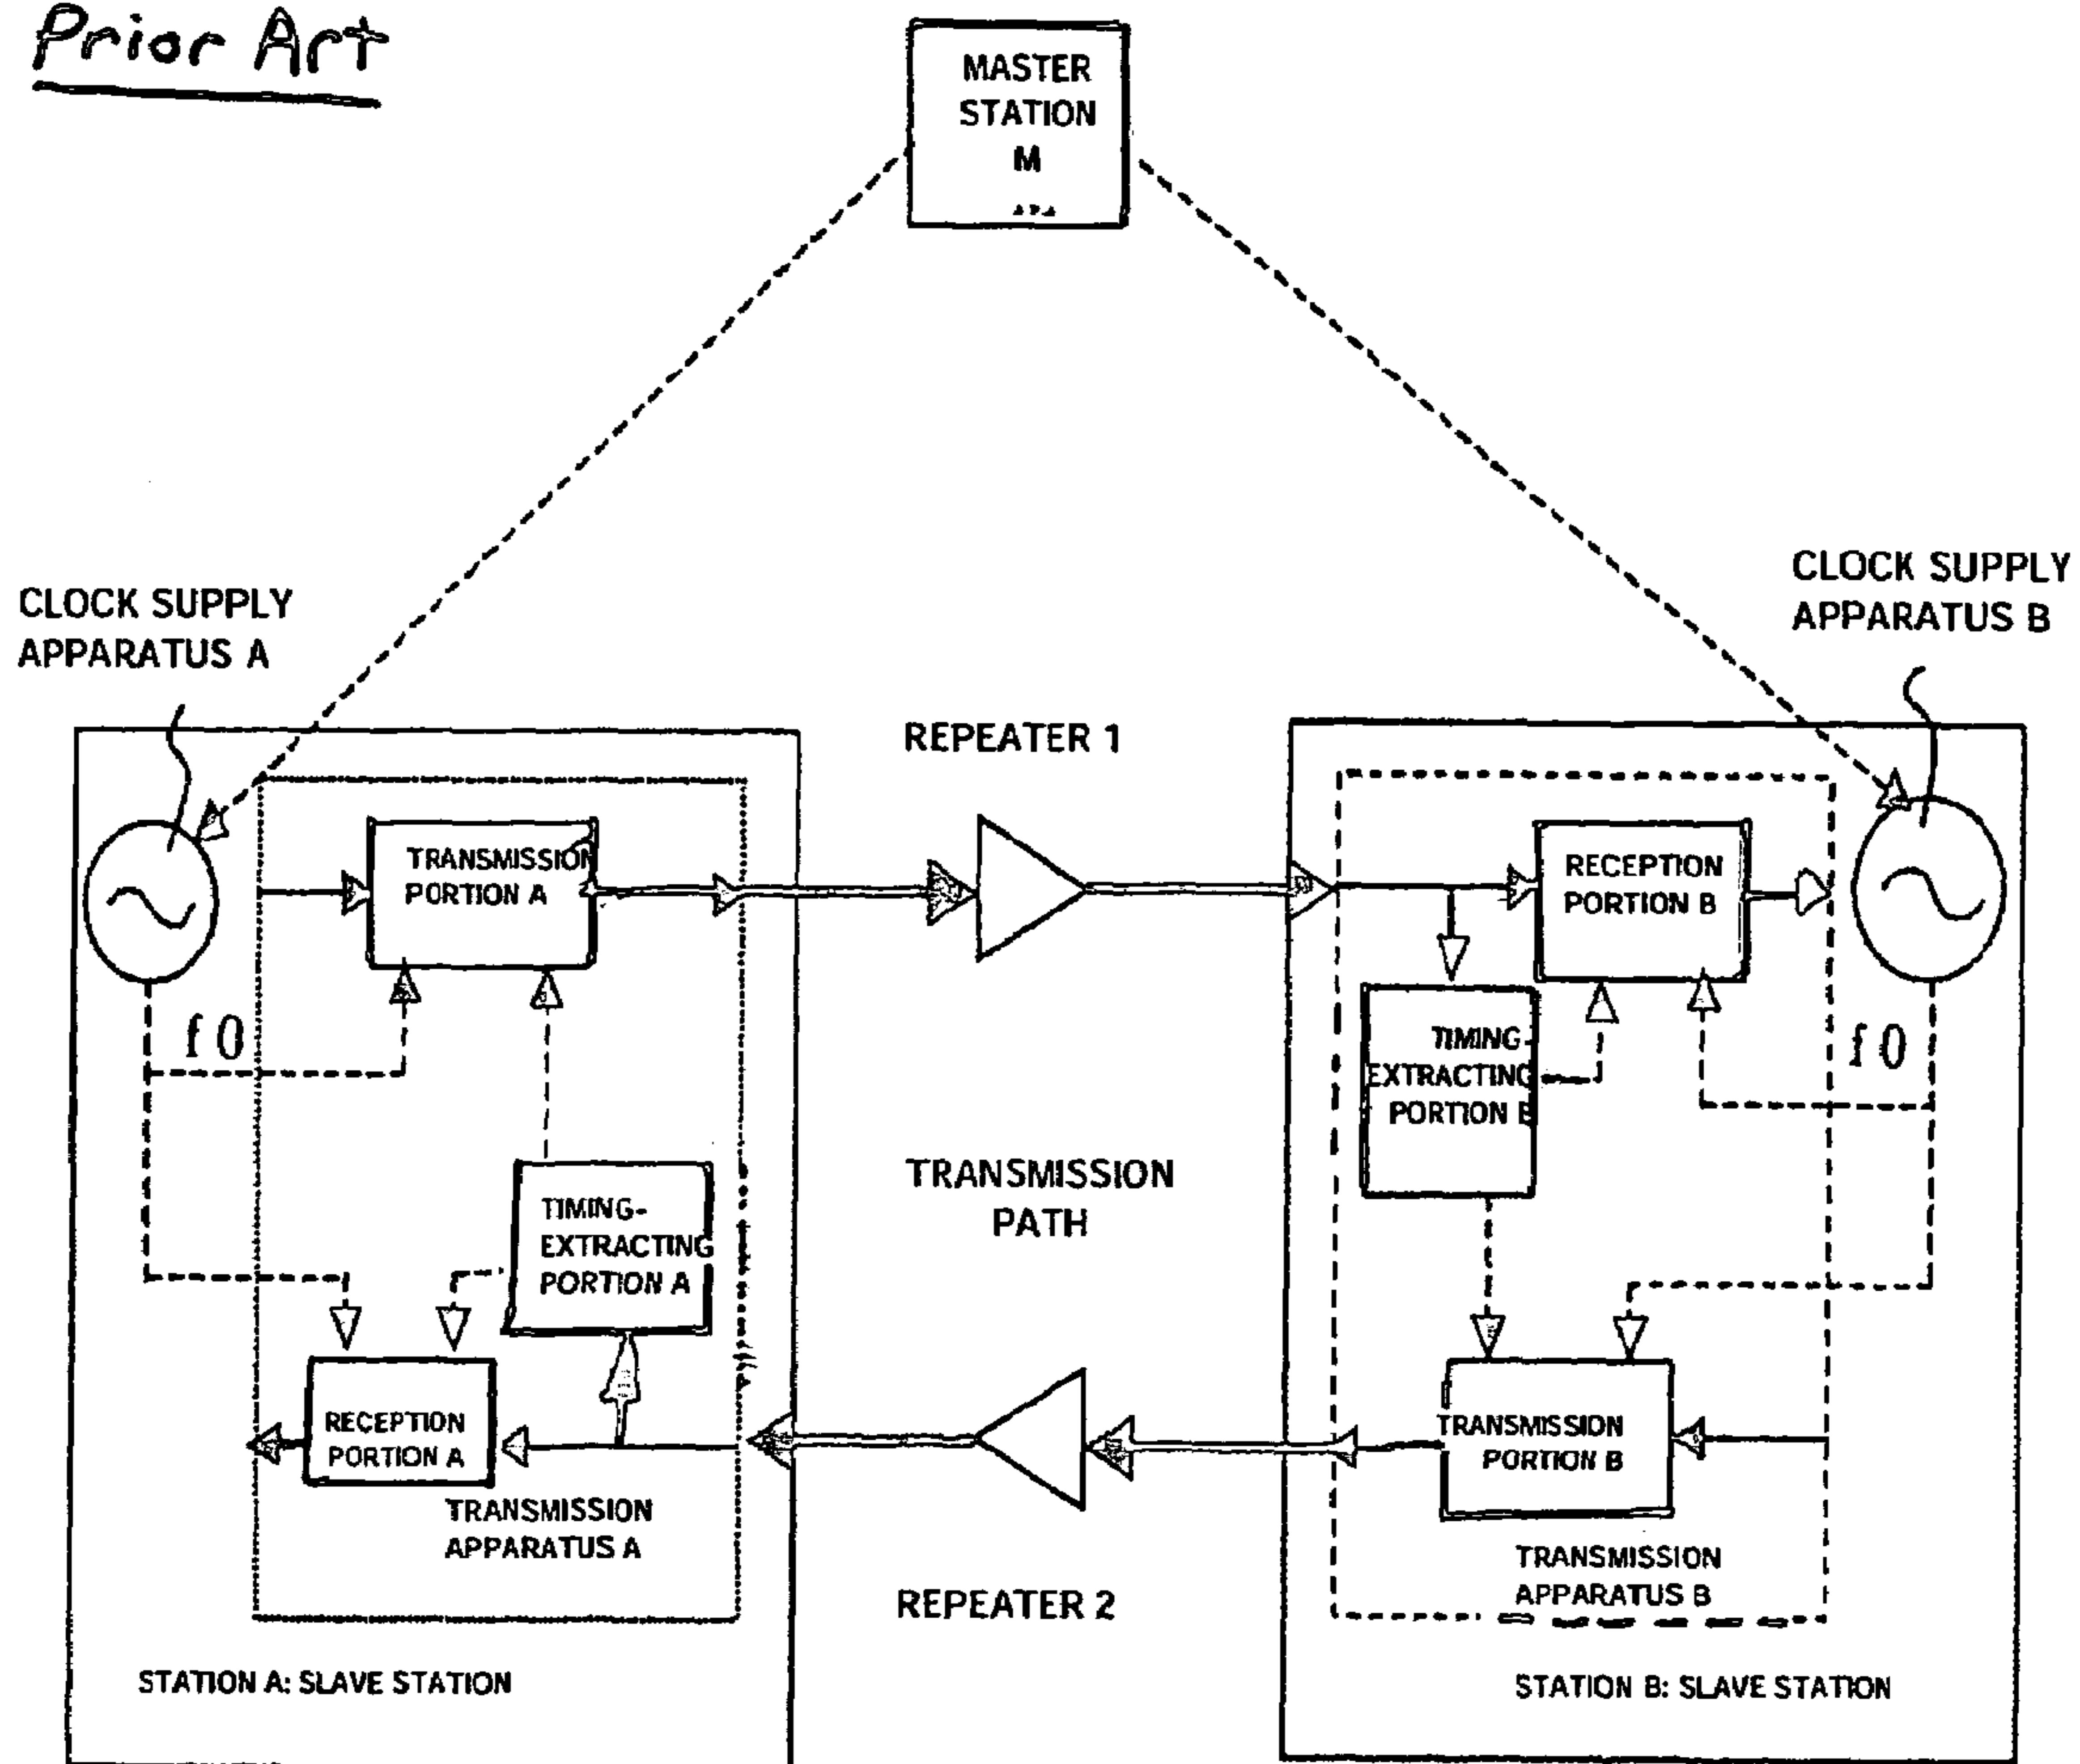 Prior Art
MASTER
STATION
M
CLOCK SUPPLY
APPARATUS A
CLOCK SUPPLY
APPARATUS B
REPEATER 1
TRANSMISSION
PORTION A
RECEPTION
PORTION B
f0
f0
TIMING-
EXTRACTING
PORTION B
TRANSMISSION
PATH
TIMING-
EXTRACTING
PORTION A
RECEPTION
PORTION A
TRANSMISSION
PORTION B
TRANSMISSION
APPARATUS A
TRANSMISSION
APPARATUS B
REPEATER 2
STATION A: SLAVE STATION
STATION B: SLAVE STATION